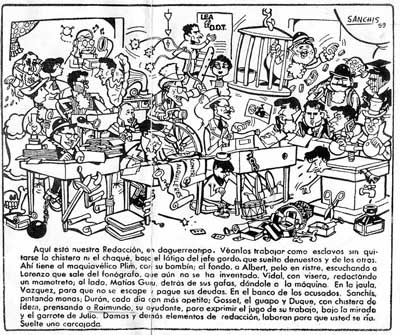 LEA
EL
D.D.T.
SANCHIS
59
Aquí está nuestra Redacción, en daguerreotipo. Véanlos trabajar como esclavos sin qui-
tarse la chistera ni el chaqué, bajo el látigo del jefe gordo que suelta denuestos y de los otros.
Ahí tiene al maquiavélico Plim, con su bombín; al fondo, a Albert, pelo en ristre, escuchando a
Lorenzo que sale del fonógrafo, que aún no se ha inventado. Vidal, con visera, redactando
un mamotreto, al lado, Matías Guiu, detrás de sus gafas, dándole a la máquina. En la jaula,
Vázquez, para que no se escape y pague sus deudas. En el banco de los acusados. Sanchis,
pintando monas; Durán, cada día con más apetito; Gosset, el guapo y Duque, con chistera de
ídem, prensando a Raimundo, su ayudante, para exprimir el jugo de su trabajo, bajo la mirada
y el garrote de Julio. Damas y demás elementos de redacción, laboran para que usted se ría.
Suelte una carcajada.